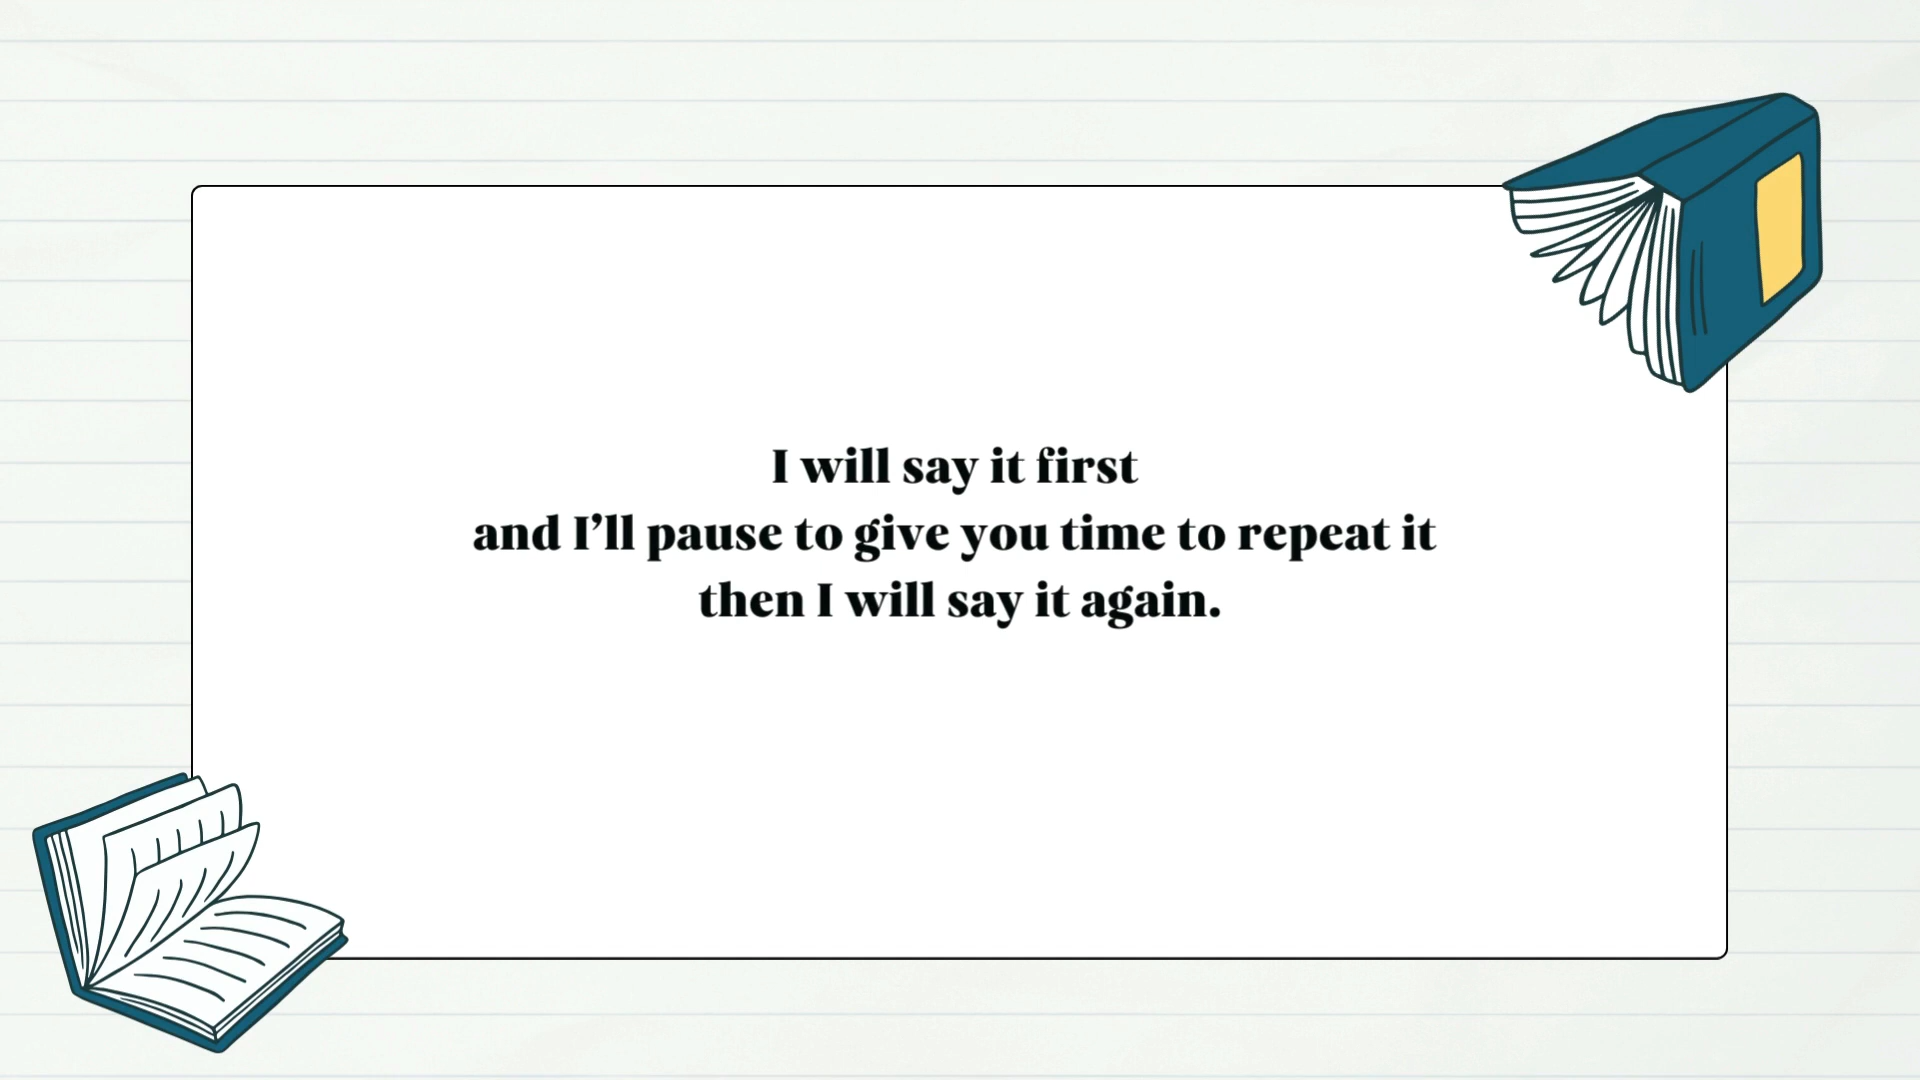 I will say it first
and I’ll pause to give you time to repeat it
then I will say it again.